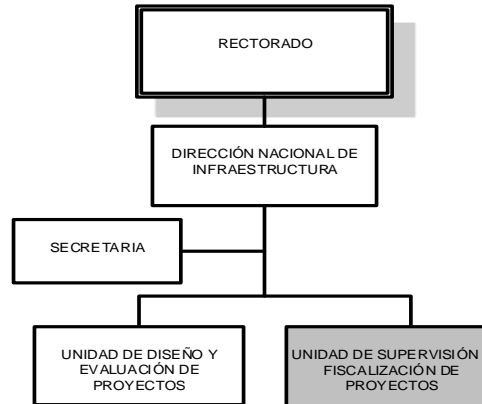 RECTORADO
DIRECCIÓN NACIONAL DE
INFRAESTRUCTURA
SECRETARIA
UNIDAD DE DISEÑO Y
EVALUACIÓN DE
PROYECTOS
UNIDAD DE SUPERVISIÓN
FISCALIZACIÓN DE
PROYECTOS